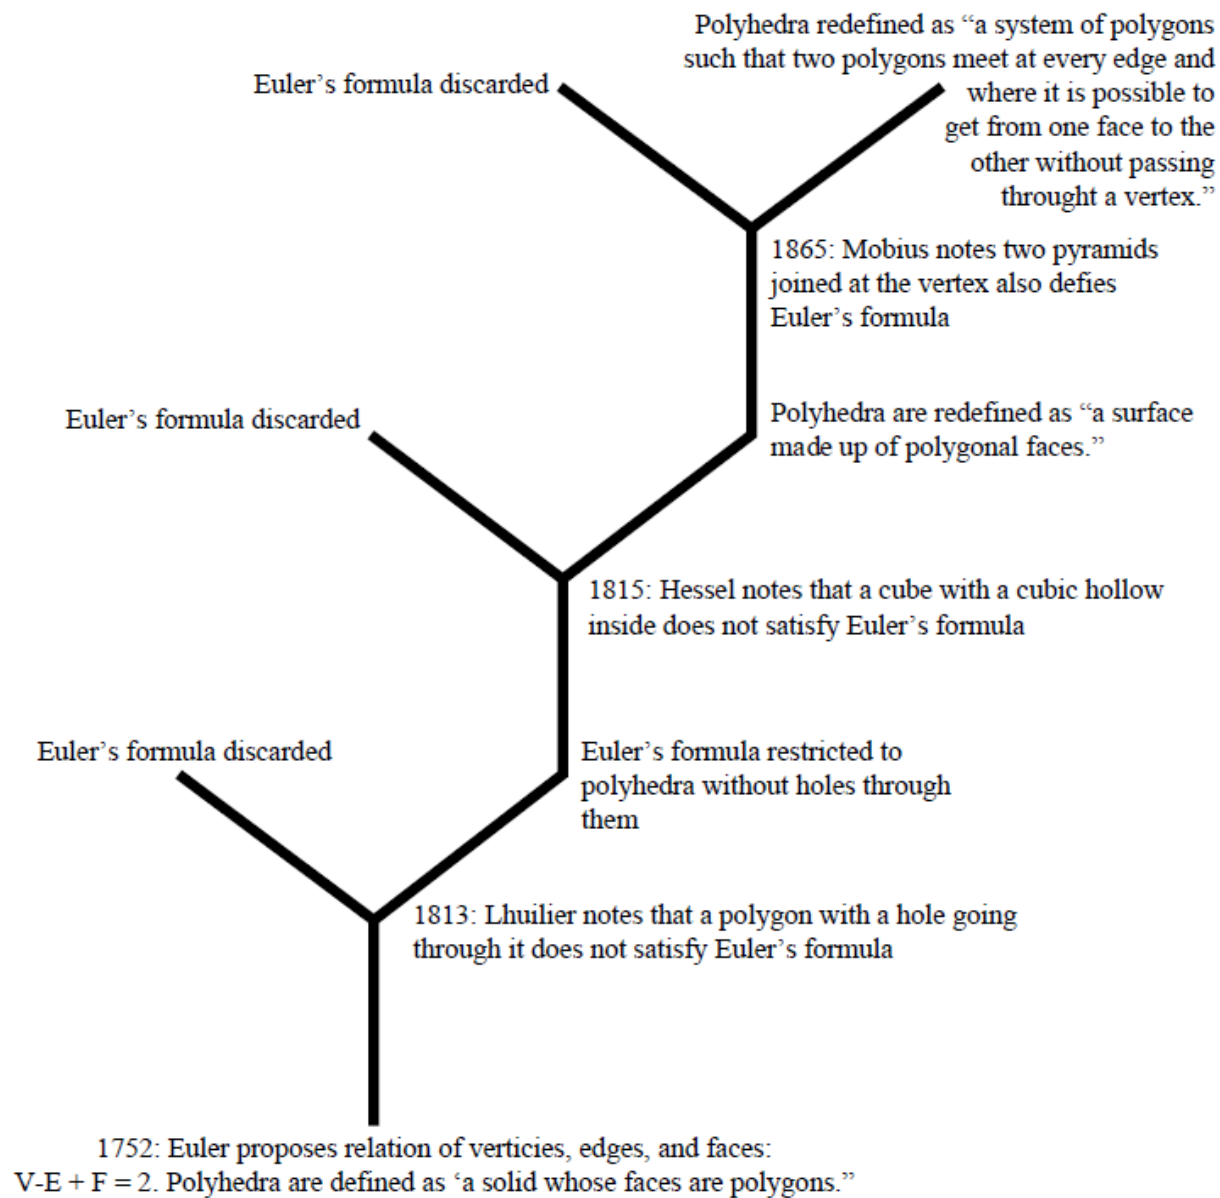 Polyhedra redefined as “a system of polygons
such that two polygons meet at every edge and
where it is possible to
get from one face to the
other without passing
throught a vertex.”
Euler’s formula discarded
1865: Mobius notes two pyramids
joined at the vertex also defies
Euler’s formula
Euler’s formula discarded
Polyhedra are redefined as “a surface
made up of polygonal faces.”
1815: Hessel notes that a cube with a cubic hollow
inside does not satisfy Euler’s formula
Euler’s formula discarded
Euler’s formula restricted to
polyhedra without holes through
them
1813: Lhuilier notes that a polygon with a hole going
through it does not satisfy Euler’s formula
1752: Euler proposes relation of verticies, edges, and faces:
V-E + F = 2. Polyhedra are defined as ‘a solid whose faces are polygons.”